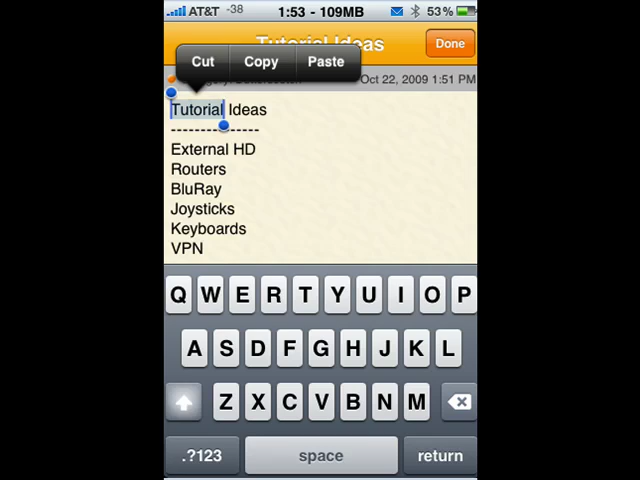 AT&T -38 1:53 - 109MB 53%
Tutorial Ideas Done
Cut Copy Paste
Oct 22, 2009 1:51 PM
Tutorial Ideas
--------------
External HD
Routers
BluRay
Joysticks
Keyboards
VPN
Q W E R T Y U I O P
A S D F G H J K L
Z X C V B N M
.?123 space return